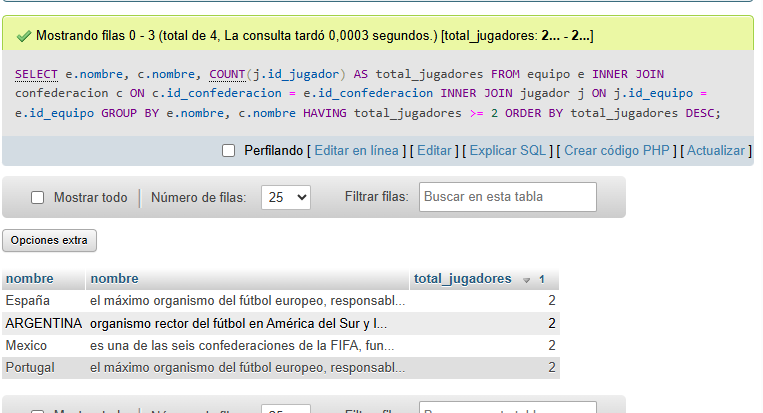 Mostrando filas 0 - 3 (total de 4, La consulta tardó 0,0003 segundos.) [total_jugadores: 2... - 2...]
SELECT e.nombre, c.nombre, COUNT(j.id_jugador) AS total_jugadores FROM equipo e INNER JOIN
confederacion c ON c.id_confederacion = e.id_confederacion INNER JOIN jugador j ON j.id_equipo =
e.id_equipo GROUP BY e.nombre, c.nombre HAVING total_jugadores >= 2 ORDER BY total_jugadores DESC;
Perfilando [ Editar en línea ] [ Editar ] [ Explicar SQL ] [ Crear código PHP ] [ Actualizar ]
Mostrar todo Número de filas: 25 Filtrar filas: Buscar en esta tabla
Opciones extra
nombre nombre total_jugadores 1
España el máximo organismo del fútbol europeo, responsabl... 2
ARGENTINA organismo rector del fútbol en América del Sur y l... 2
Mexico es una de las seis confederaciones de la FIFA, fun... 2
Portugal el máximo organismo del fútbol europeo, responsabl... 2